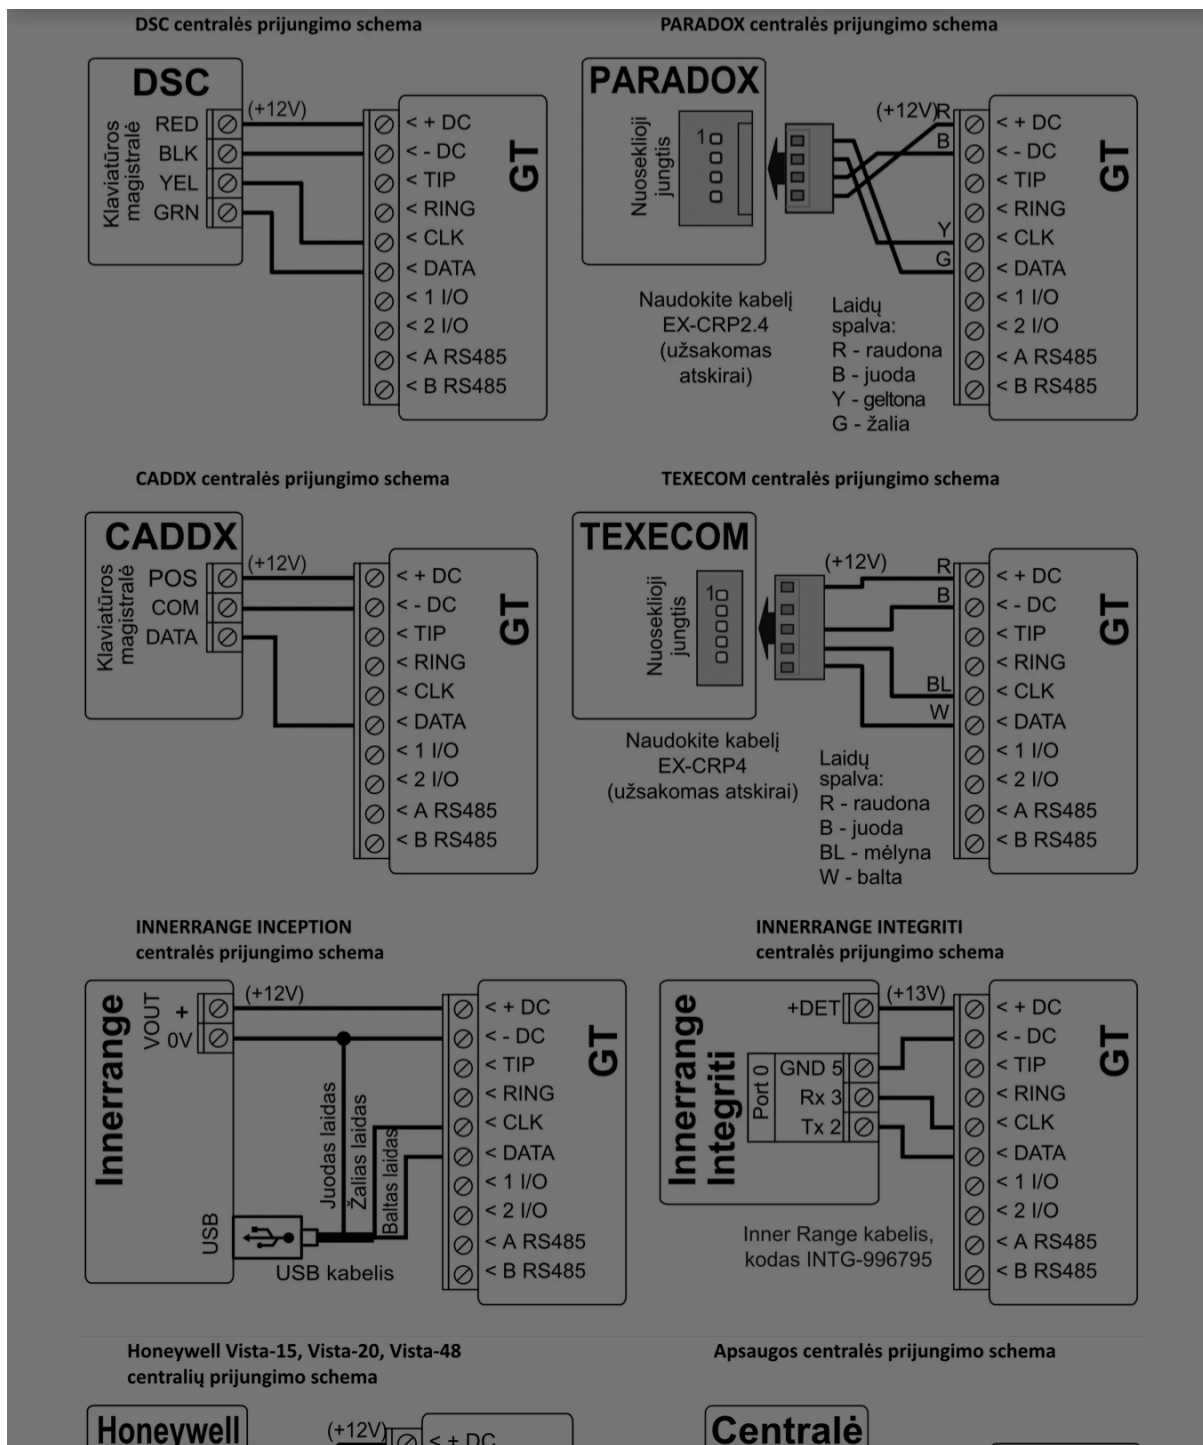 DSC centralės prijungimo schema
DSC
Klaviatūros
magistralė
RED
BLK
YEL
GRN
(+12V)
< + DC
< - DC
< TIP
< RING
< CLK
< DATA
< 1 I/O
< 2 I/O
< A RS485
< B RS485
GT
PARADOX centralės prijungimo schema
PARADOX
Nuoseklioji
jungtis
1
(+12V)
R
B
Y
G
< + DC
< - DC
< TIP
< RING
< CLK
< DATA
< 1 I/O
< 2 I/O
< A RS485
< B RS485
GT
Naudokite kabelį
EX-CRP2.4
(užsakomas
atskirai)
Laidų
spalva:
R - raudona
B - juoda
Y - geltona
G - žalia
CADDX centralės prijungimo schema
CADDX
Klaviatūros
magistralė
POS
COM
DATA
(+12V)
< + DC
< - DC
< TIP
< RING
< CLK
< DATA
< 1 I/O
< 2 I/O
< A RS485
< B RS485
GT
TEXECOM centralės prijungimo schema
TEXECOM
Nuoseklioji
jungtis
1
(+12V)
R
B
BL
W
< + DC
< - DC
< TIP
< RING
< CLK
< DATA
< 1 I/O
< 2 I/O
< A RS485
< B RS485
GT
Naudokite kabelį
EX-CRP4
(užsakomas atskirai)
Laidų
spalva:
R - raudona
B - juoda
BL - mėlyna
W - balta
INNERRANGE INCEPTION
centralės prijungimo schema
Innerrange
VOUT
+
0V
(+12V)
Juodas laidas
Žalias laidas
Baltas laidas
USB
USB kabelis
< + DC
< - DC
< TIP
< RING
< CLK
< DATA
< 1 I/O
< 2 I/O
< A RS485
< B RS485
GT
INNERRANGE INTEGRITI
centralės prijungimo schema
Innerrange
Integriti
+DET
(+13V)
Port 0
GND 5
Rx 3
Tx 2
< + DC
< - DC
< TIP
< RING
< CLK
< DATA
< 1 I/O
< 2 I/O
< A RS485
< B RS485
GT
Inner Range kabelis,
kodas INTG-996795
Honeywell Vista-15, Vista-20, Vista-48
centralių prijungimo schema
Honeywell
(+12V)
< + DC
Apsaugos centralės prijungimo schema
Centralė